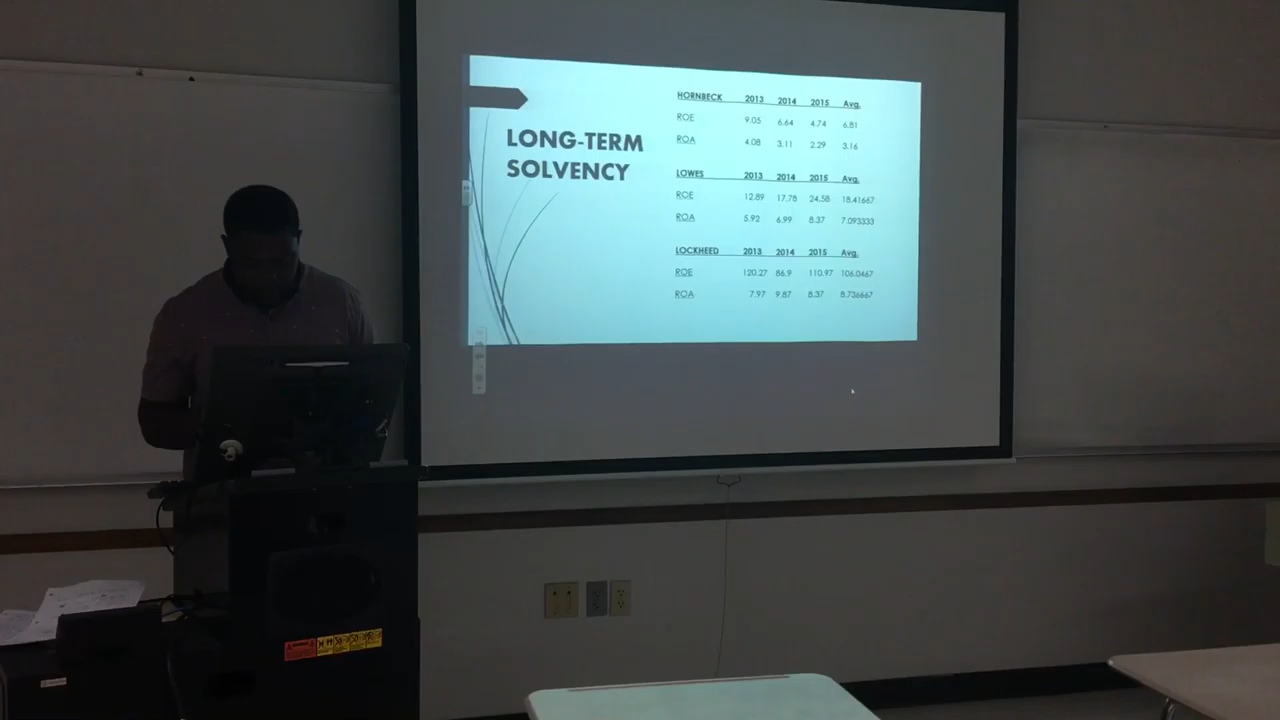 LONG-TERM
SOLVENCY
HORNBECK 2013 2014 2015 Avg.
ROE 9.05 6.64 4.74 6.81
ROA 4.08 3.11 2.29 3.16
LOWES 2013 2014 2015 Avg.
ROE 12.89 17.78 24.58 18.41667
ROA 5.92 6.99 8.37 7.093333
LOCKHEED 2013 2014 2015 Avg.
ROE 120.27 86.9 110.97 106.0467
ROA 7.97 9.87 8.37 8.736667